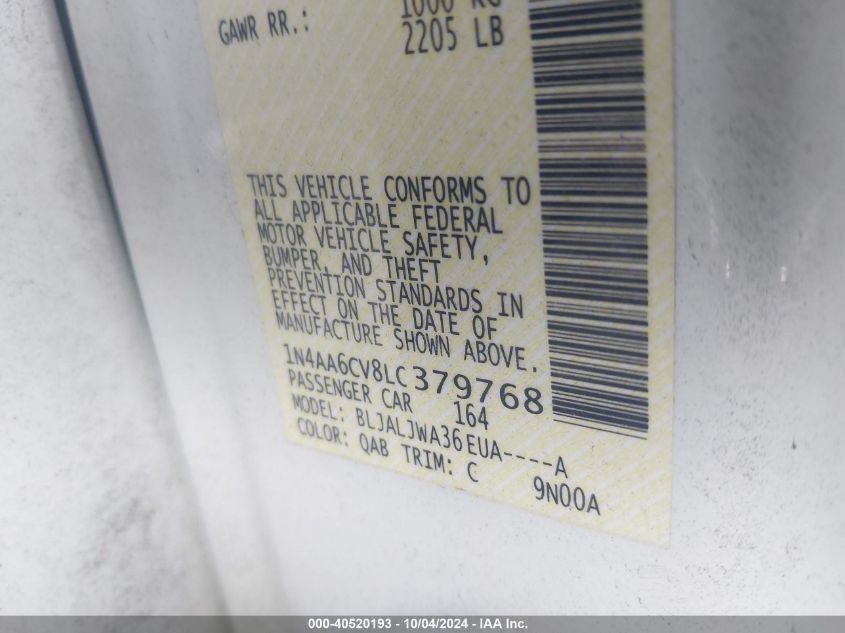 GAWR RR.: 1000 KG
2205 LB
THIS VEHICLE CONFORMS TO
ALL APPLICABLE FEDERAL
MOTOR VEHICLE SAFETY,
BUMPER, AND THEFT
PREVENTION STANDARDS IN
EFFECT ON THE DATE OF
MANUFACTURE SHOWN ABOVE.
1N4AA6CV8LC379768
PASSENGER CAR 164
MODEL: BLJALJWA36EUA----A
COLOR: QAB TRIM: C 9N00A
000-40520193 - 10/04/2024 - IAA Inc.